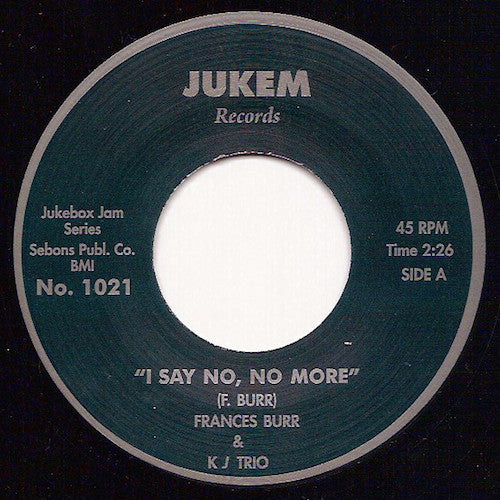 JUKEM
Records
Jukebox Jam
Series
Sebons Publ. Co.
BMI
No. 1021
45 RPM
Time 2:26
SIDE A
"I SAY NO, NO MORE"
(F. BURR)
FRANCES BURR
&
K J TRIO